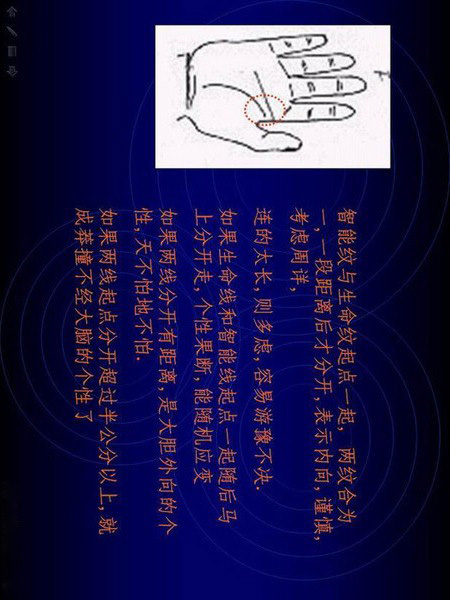 智能纹与生命纹起点一起，两纹合为
一，一段距离后才分开，表示内向，谨慎，
考虑周详，
连的太长，则多虑，容易游豫不决.
如果生命线和智能线起点一起随后马
上分开走，个性果断，能随机应变
如果两线分开有距离，是大胆外向的个
性，天不怕地不怕.
如果两线起点分开超过半公分以上，就
成莽撞不经大脑的个性了